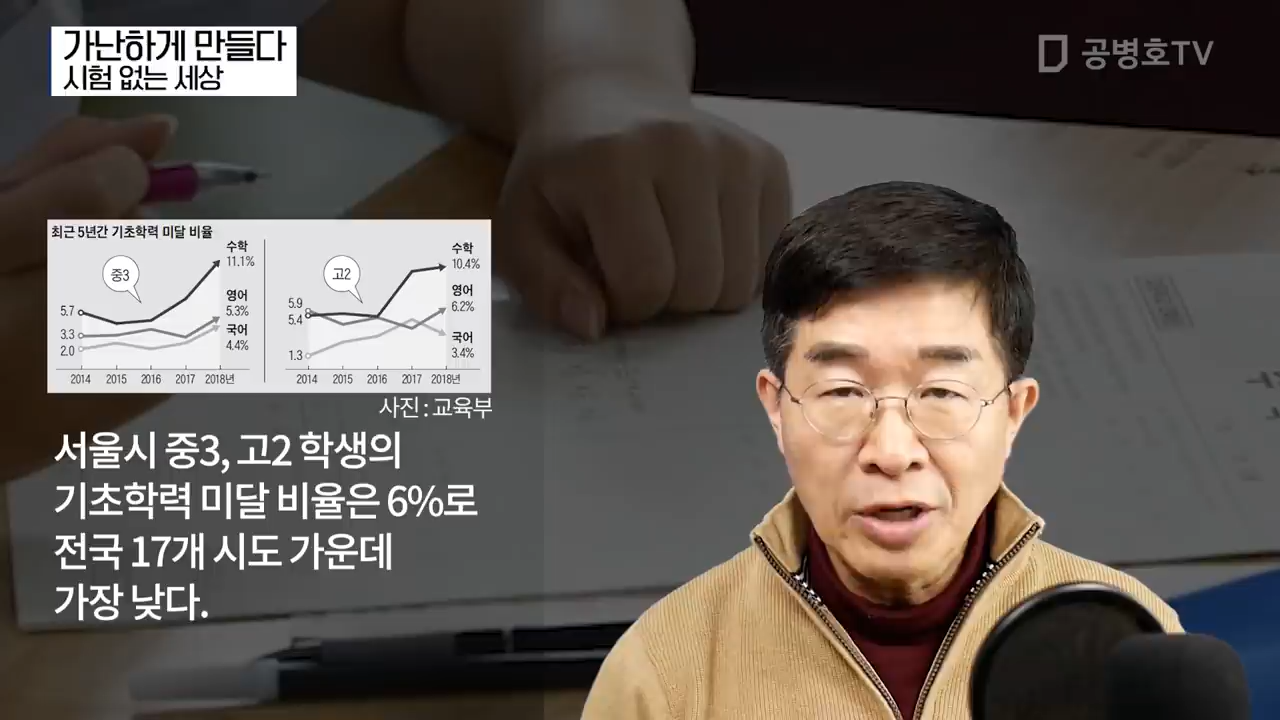 가난하게 만들다
시험 없는 세상
공병호TV
최근 5년간 기초학력 미달 비율
중3
수학
11.1%
영어
5.3%
국어
4.4%
5.7
3.3
2.0
2014 2015 2016 2017 2018년
고2
수학
10.4%
영어
6.2%
국어
3.4%
5.9
5.4
1.3
2014 2015 2016 2017 2018년
사진 : 교육부
서울시 중3, 고2 학생의
기초학력 미달 비율은 6%로
전국 17개 시도 가운데
가장 낮다.